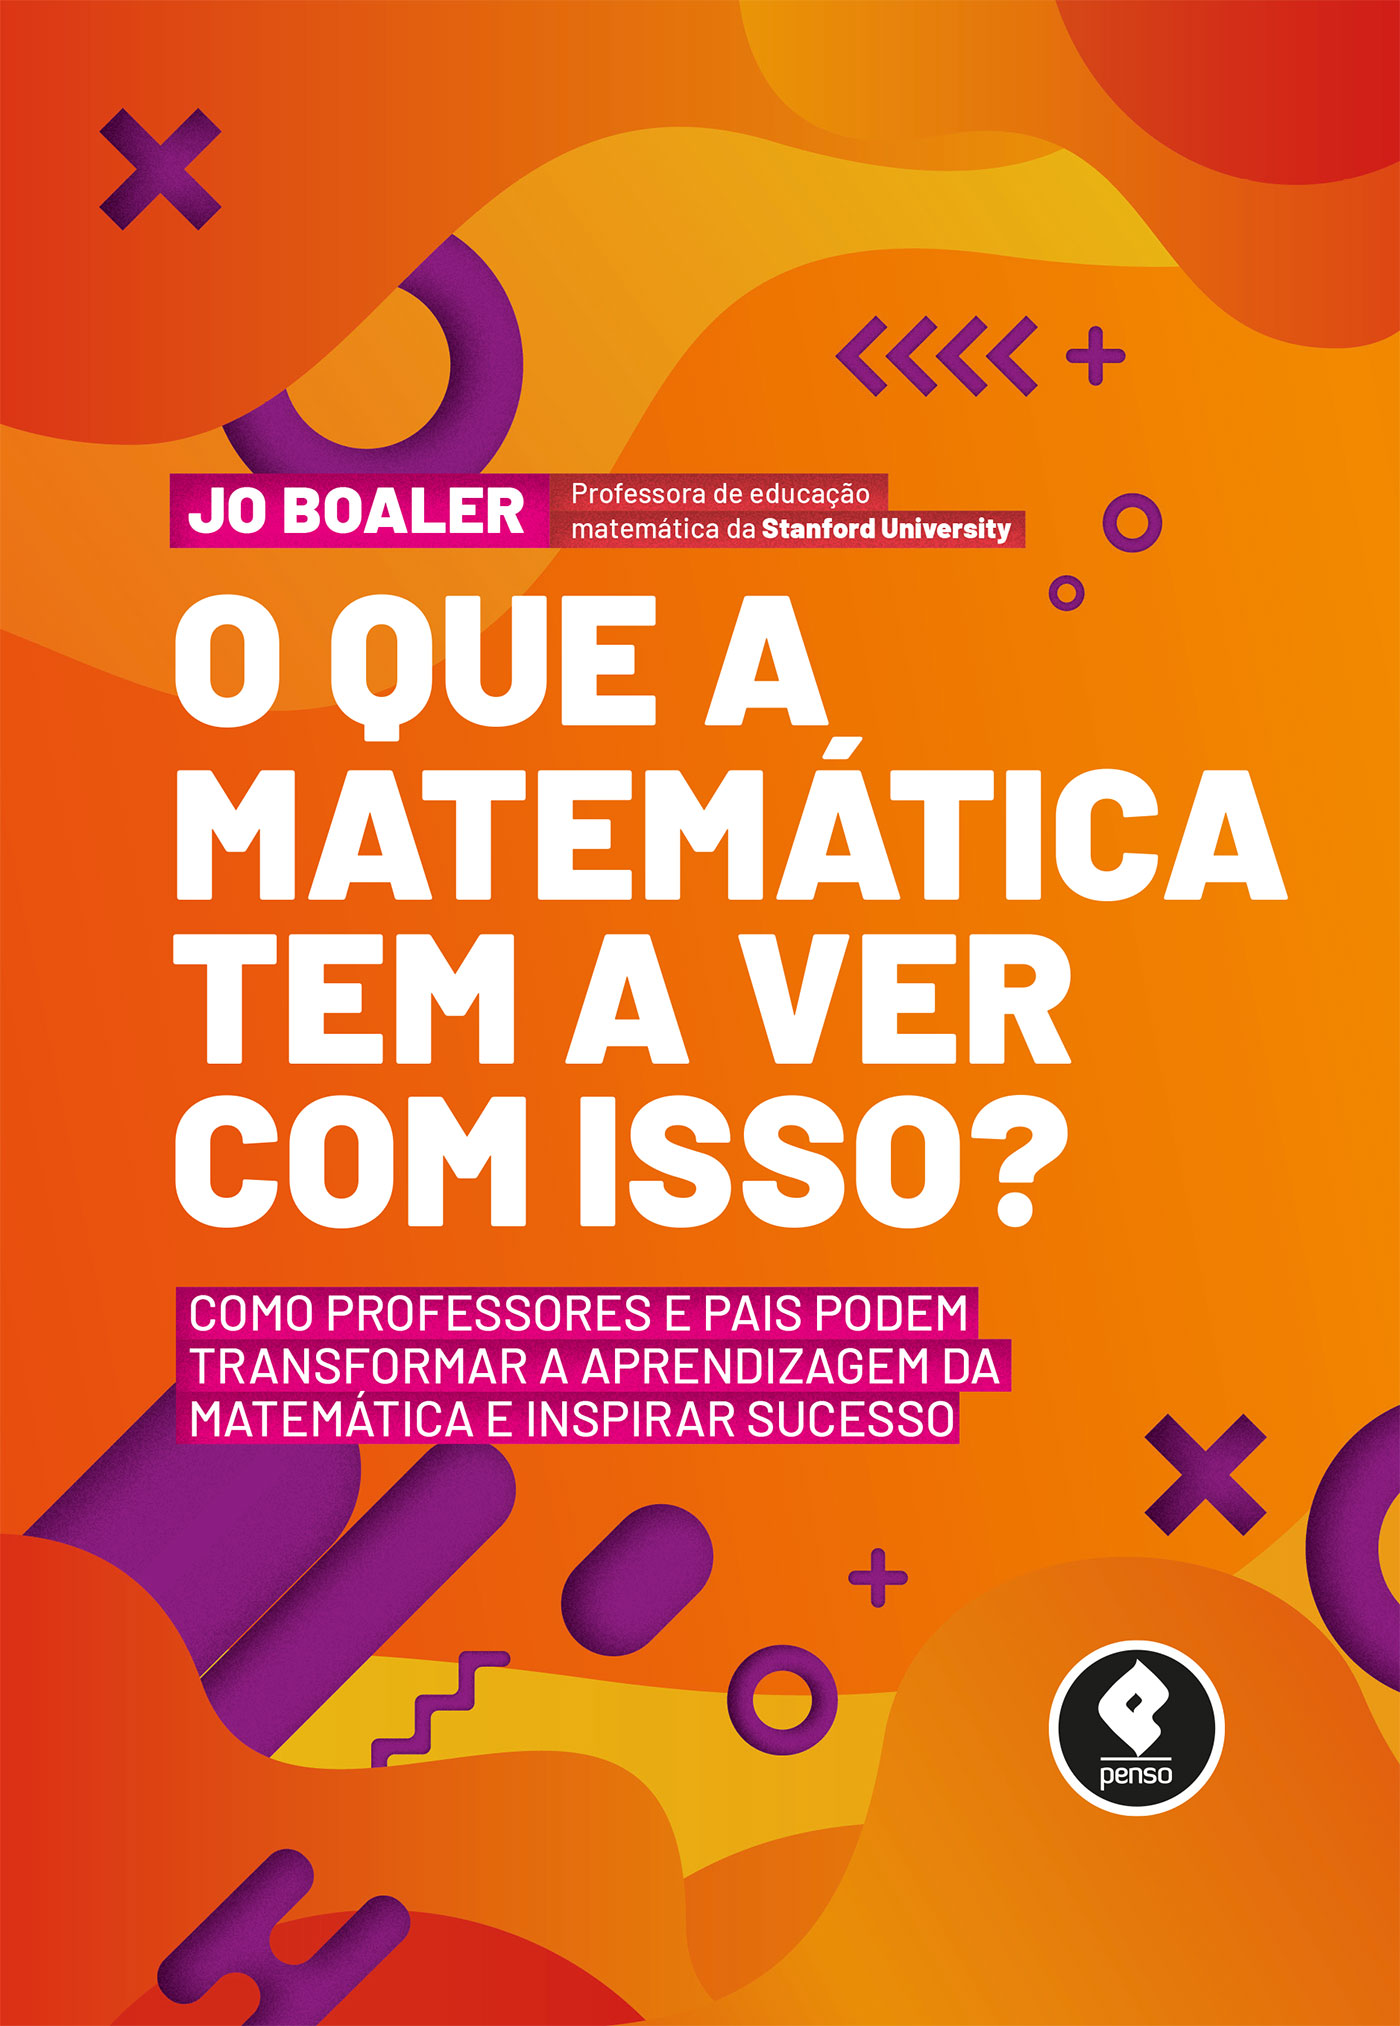 JO BOALER
Professora de educação
matemática da Stanford University
O QUE A
MATEMÁTICA
TEM A VER
COM ISSO?
COMO PROFESSORES E PAIS PODEM
TRANSFORMAR A APRENDIZAGEM DA
MATEMÁTICA E INSPIRAR SUCESSO
penso